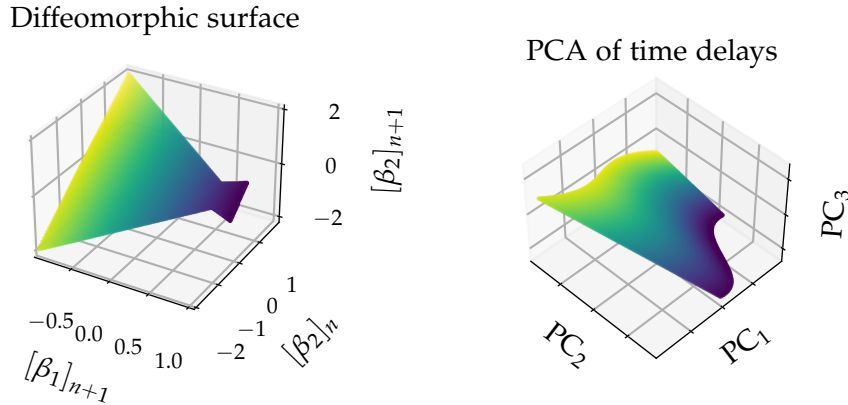 Diffeomorphic surface
2
0
−2
[β₂]ₙ₊₁
1
0
−1
−2
[β₂]ₙ
−0.5
0.0
0.5
1.0
[β₁]ₙ₊₁
PCA of time delays
PC₃
PC₂
PC₁